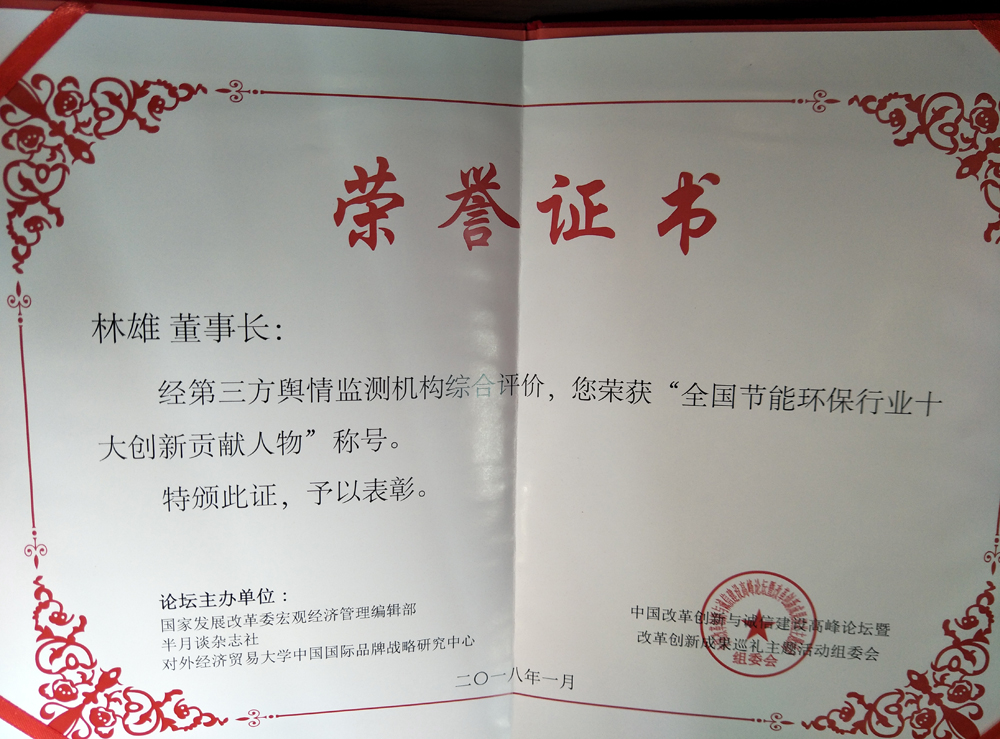 荣誉证书
林雄 董事长：
经第三方舆情监测机构综合评价，您荣获“全国节能环保行业十
大创新贡献人物”称号。
特颁此证，予以表彰。
论坛主办单位：
国家发展改革委宏观经济管理编辑部
半月谈杂志社
对外经济贸易大学中国国际品牌战略研究中心
中国改革创新与诚信建设高峰论坛暨
改革创新成果巡礼主题活动组委会
组委会
二〇一八年一月